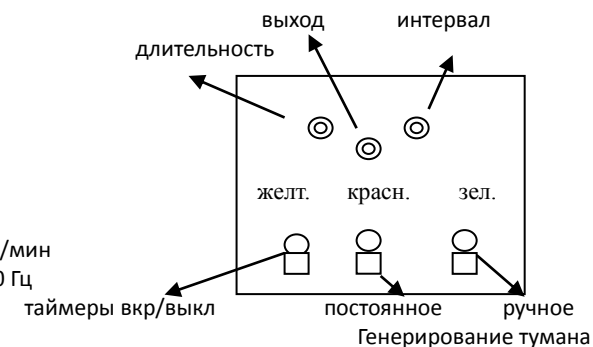 выход интервал
длительность
желт. красн. зел.
/мин
0 Гц
таймеры вкр/выкл постоянное ручное
Генерирование тумана